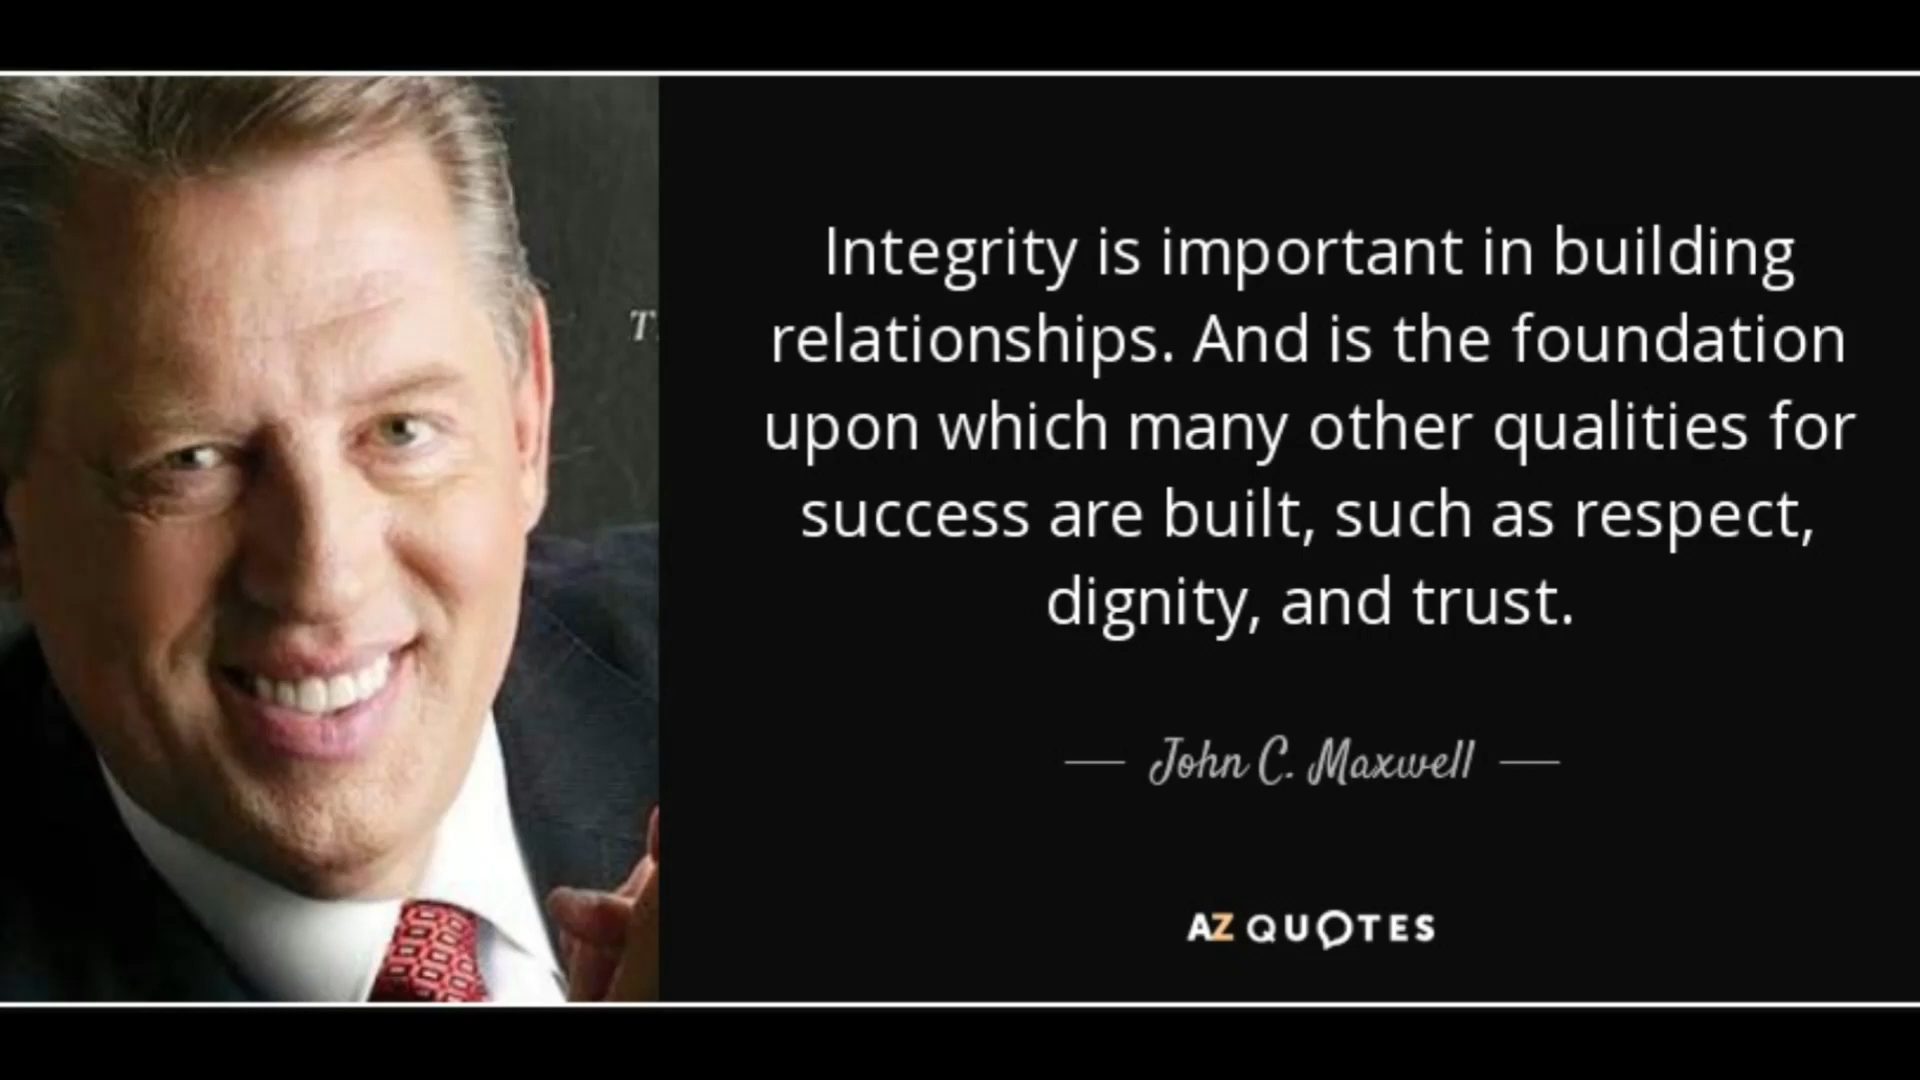 Integrity is important in building
relationships. And is the foundation
upon which many other qualities for
success are built, such as respect,
dignity, and trust.
John C. Maxwell
AZ QUOTES